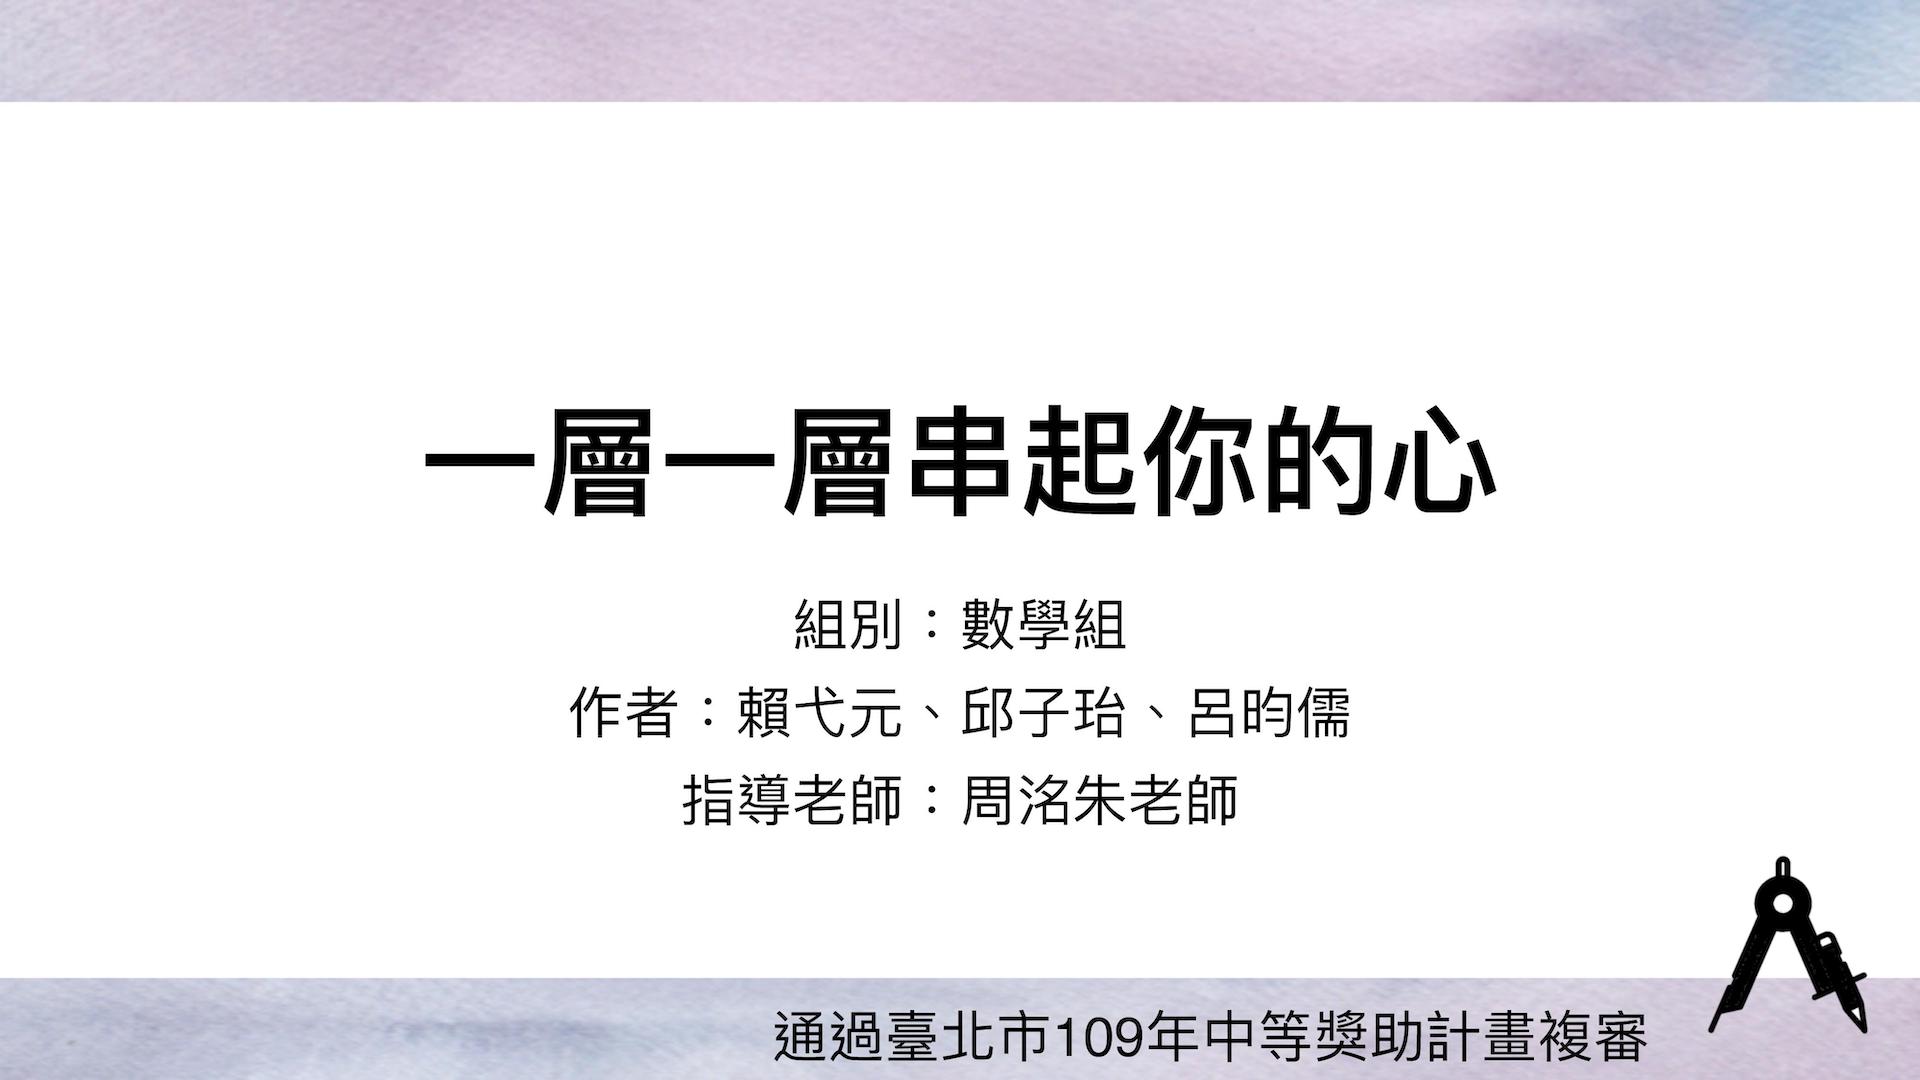 一層一層串起你的心
組別：數學組
作者：賴弋元、邱子珆、呂昀儒
指導老師：周洺朱老師
通過臺北市109年中等獎助計畫複審